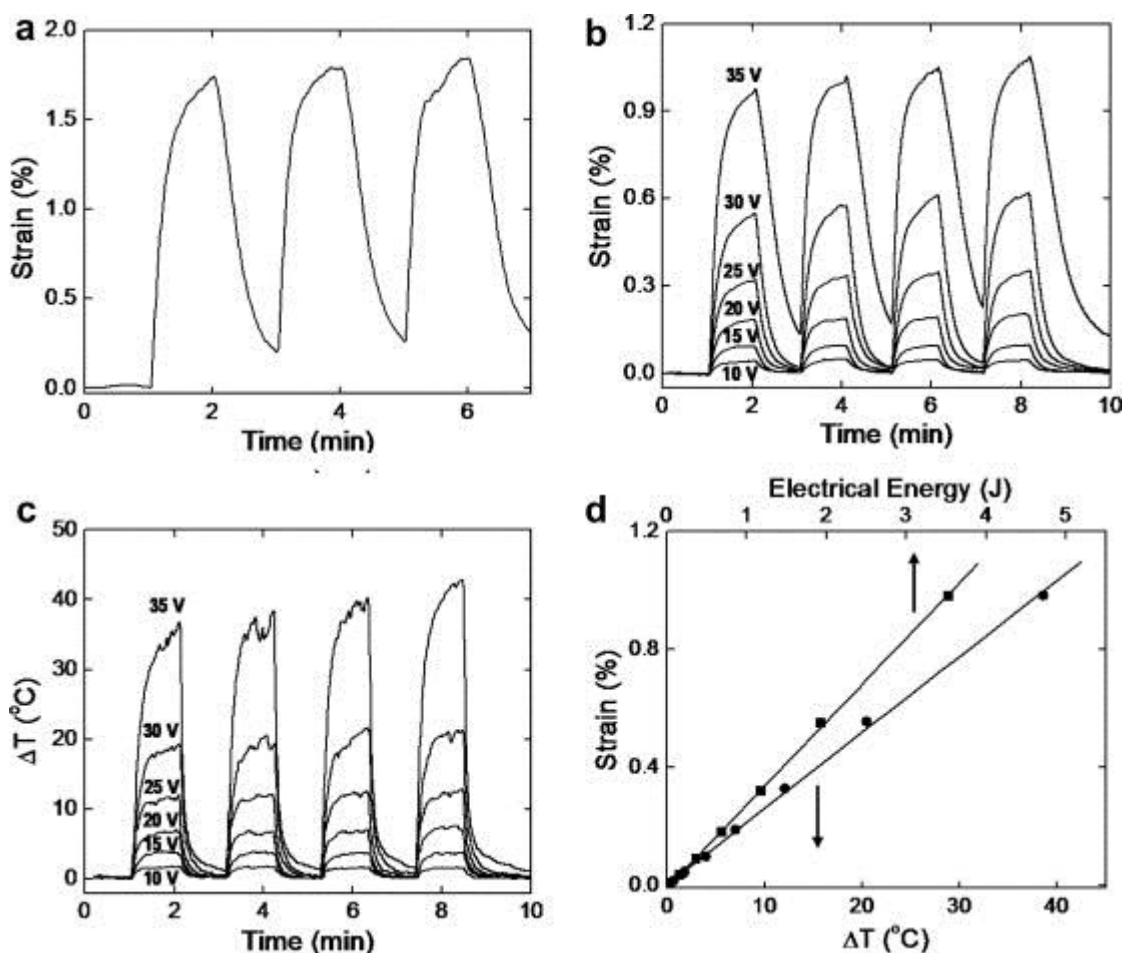 a
2.0
1.5
1.0
0.5
0.0
Strain (%)
0 2 4 6
Time (min)
b
1.2
0.9
0.6
0.3
0.0
Strain (%)
35 V
30 V
25 V
20 V
15 V
10 V
0 2 4 6 8 10
Time (min)
c
50
40
30
20
10
0
ΔT (°C)
35 V
30 V
25 V
20 V
15 V
10 V
0 2 4 6 8 10
Time (min)
Electrical Energy (J)
0 1 2 3 4 5
d
1.2
0.8
0.4
0.0
Strain (%)
0 10 20 30 40
ΔT (°C)